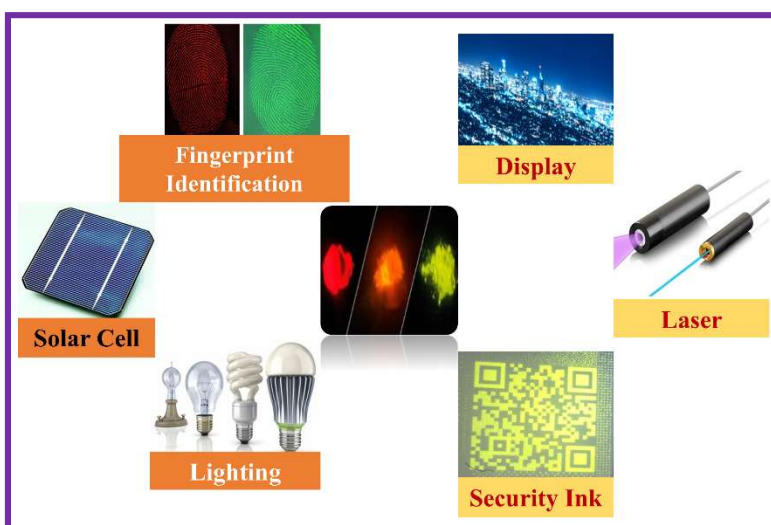 Fingerprint
Identification
Display
Solar Cell
Laser
Lighting
Security Ink